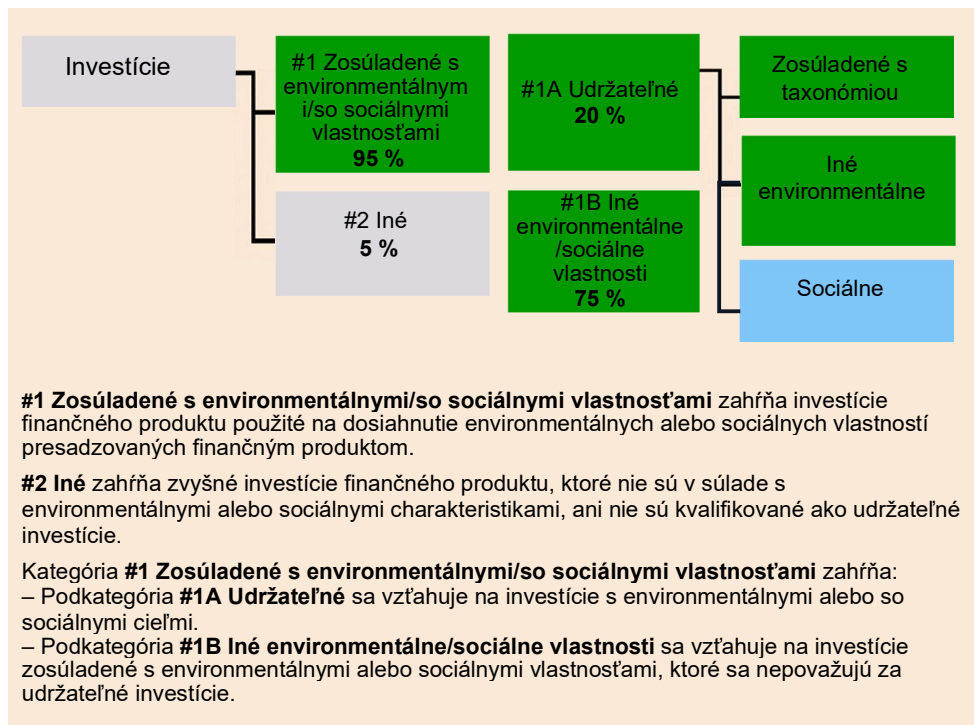 Investície
#1 Zosúladené s
environmentálnym
i/so sociálnymi
vlastnosťami
95 %
#2 Iné
5 %
#1A Udržateľné
20 %
#1B Iné
environmentálne
/sociálne
vlastnosti
75 %
Zosúladené s
taxonómiou
Iné
environmentálne
Sociálne
#1 Zosúladené s environmentálnymi/so sociálnymi vlastnosťami zahŕňa investície
finančného produktu použité na dosiahnutie environmentálnych alebo sociálnych vlastností
presadzovaných finančným produktom.
#2 Iné zahŕňa zvyšné investície finančného produktu, ktoré nie sú v súlade s
environmentálnymi alebo sociálnymi charakteristikami, ani nie sú kvalifikované ako udržateľné
investície.
Kategória #1 Zosúladené s environmentálnymi/so sociálnymi vlastnosťami zahŕňa:
– Podkategória #1A Udržateľné sa vzťahuje na investície s environmentálnymi alebo so
sociálnymi cieľmi.
– Podkategória #1B Iné environmentálne/sociálne vlastnosti sa vzťahuje na investície
zosúladené s environmentálnymi alebo sociálnymi vlastnosťami, ktoré sa nepovažujú za
udržateľné investície.